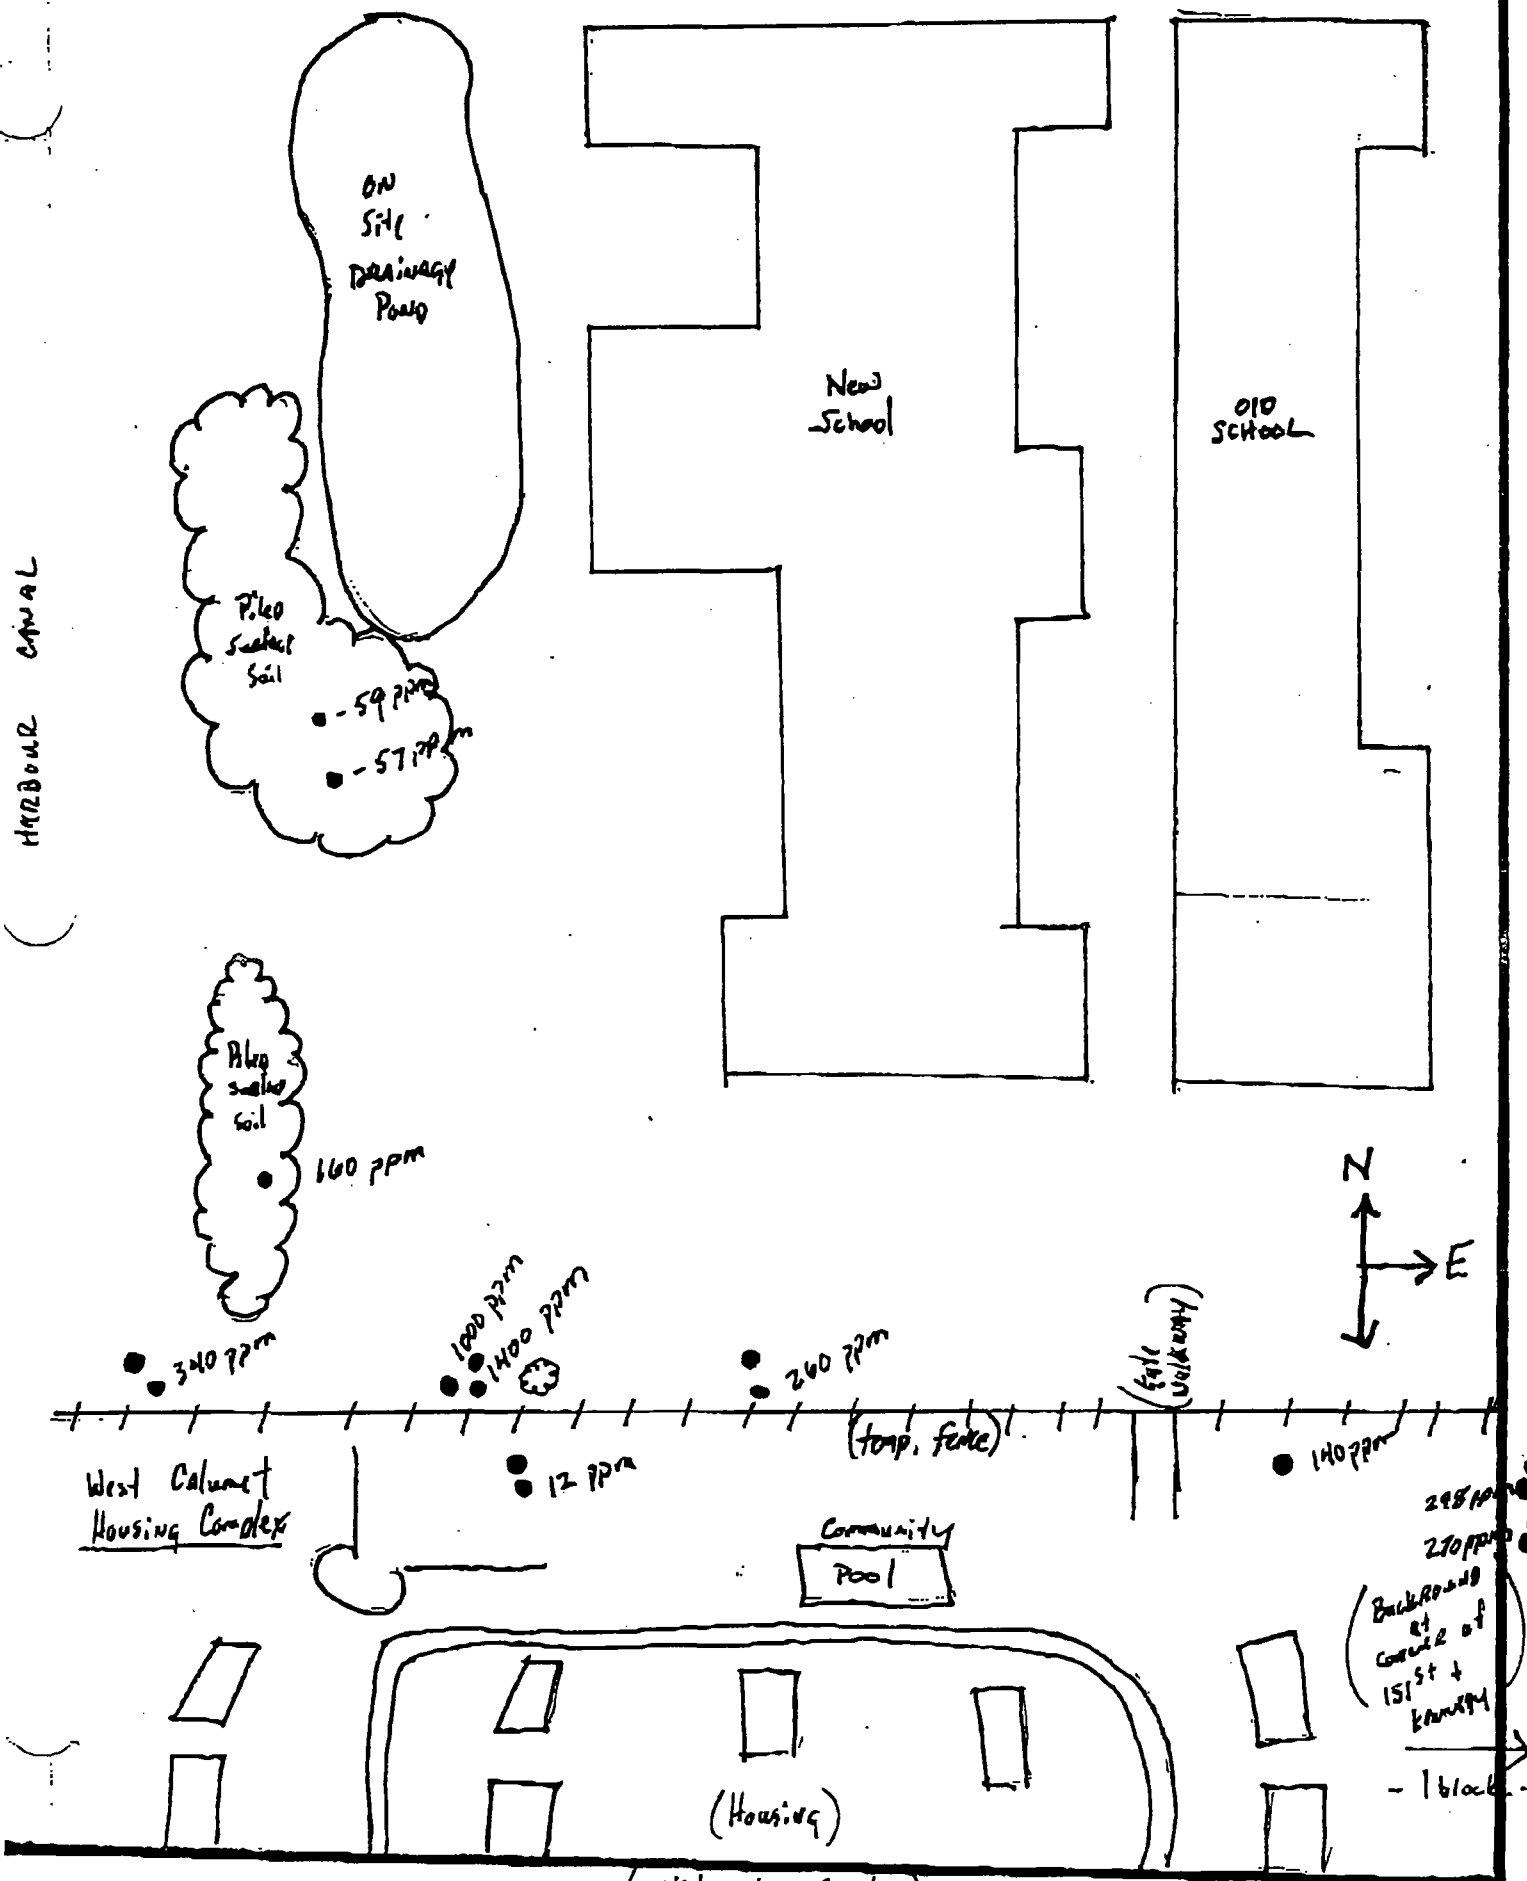 ON
Site
DRAINAGE
POND
New
School
OLD
SCHOOL
HARBOUR CANAL
Piled
Surface
Soil
- 59 ppm
- 57 ppm
Piled
Surface
Soil
160 ppm
N
E
1000 ppm
1400 ppm
340 ppm
260 ppm
(Gate
Walkway)
(temp. fence)
140 ppm
12 ppm
West Calumet
Housing Complex
298 ppm
270 ppm
Community
Pool
(Background
at
corner of
151st +
(Housing)
- 1 block -